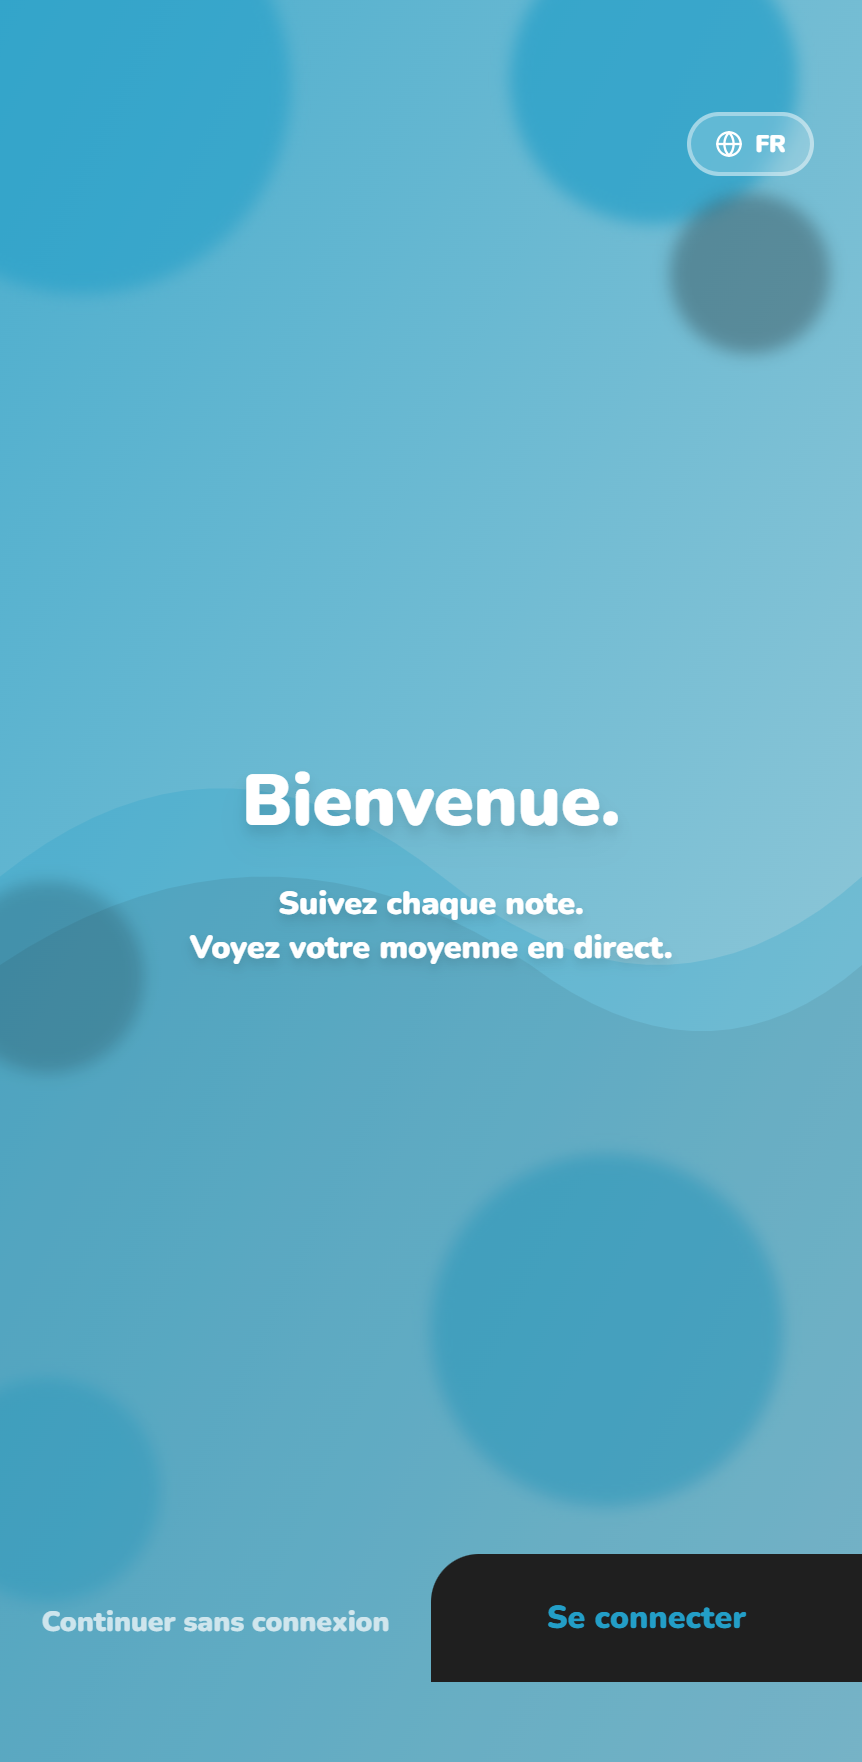 FR
Bienvenue.
Suivez chaque note.
Voyez votre moyenne en direct.
Continuer sans connexion
Se connecter